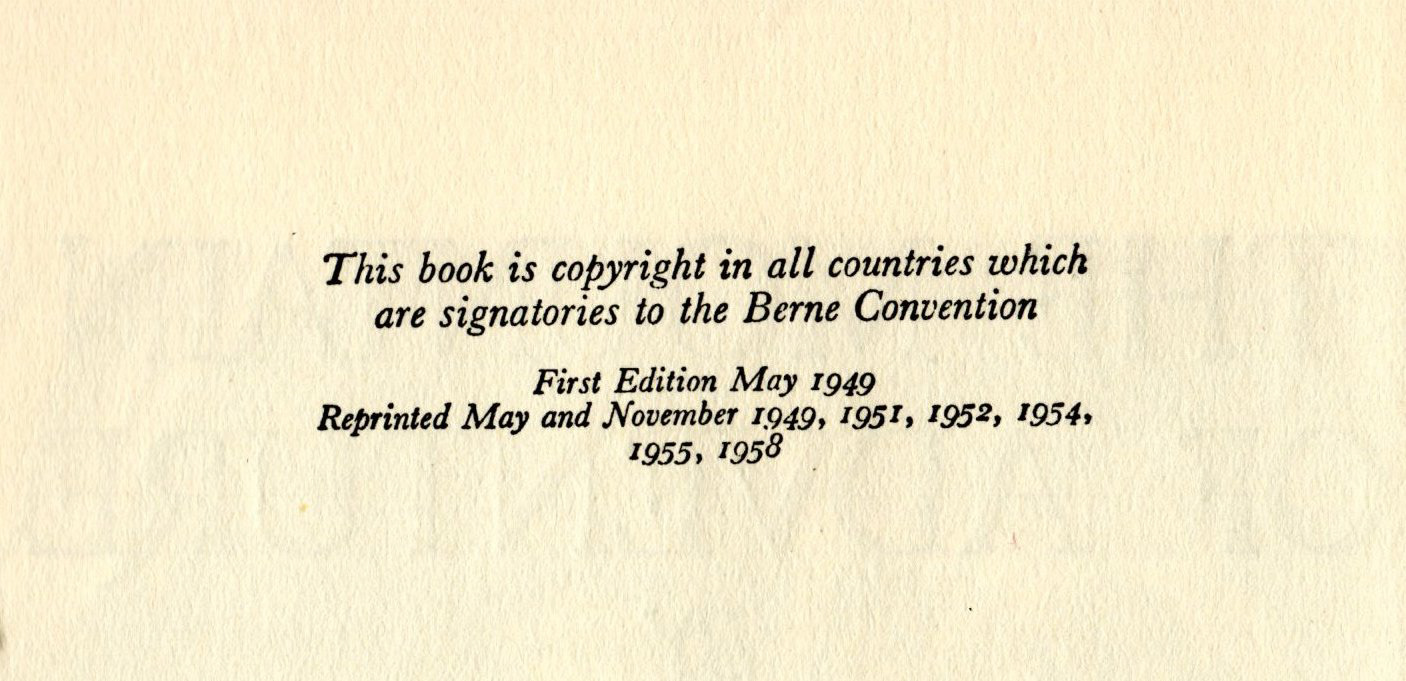 This book is copyright in all countries which
are signatories to the Berne Convention
First Edition May 1949
Reprinted May and November 1949, 1951, 1952, 1954,
1955, 1958